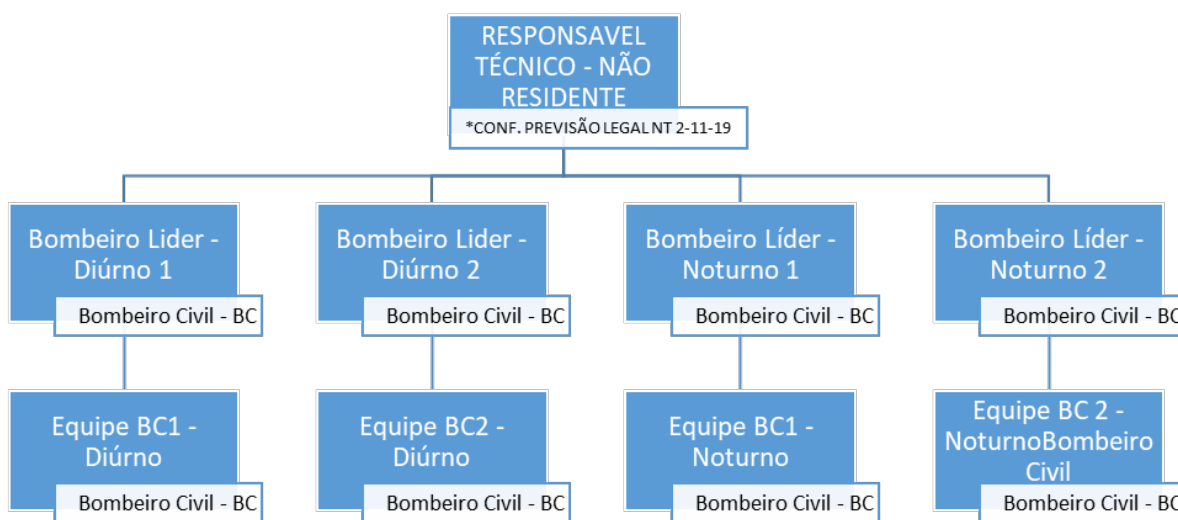 RESPONSAVEL
TÉCNICO - NÃO
RESIDENTE
*CONF. PREVISÃO LEGAL NT 2-11-19
Bombeiro Lider -
Diúrno 1
Bombeiro Civil - BC
Bombeiro Lider -
Diúrno 2
Bombeiro Civil - BC
Bombeiro Líder -
Noturno 1
Bombeiro Civil - BC
Bombeiro Líder -
Noturno 2
Bombeiro Civil - BC
Equipe BC1 -
Diúrno
Bombeiro Civil - BC
Equipe BC2 -
Diúrno
Bombeiro Civil - BC
Equipe BC1 -
Noturno
Bombeiro Civil - BC
Equipe BC 2 -
NoturnoBombeiro
Civil
Bombeiro Civil - BC